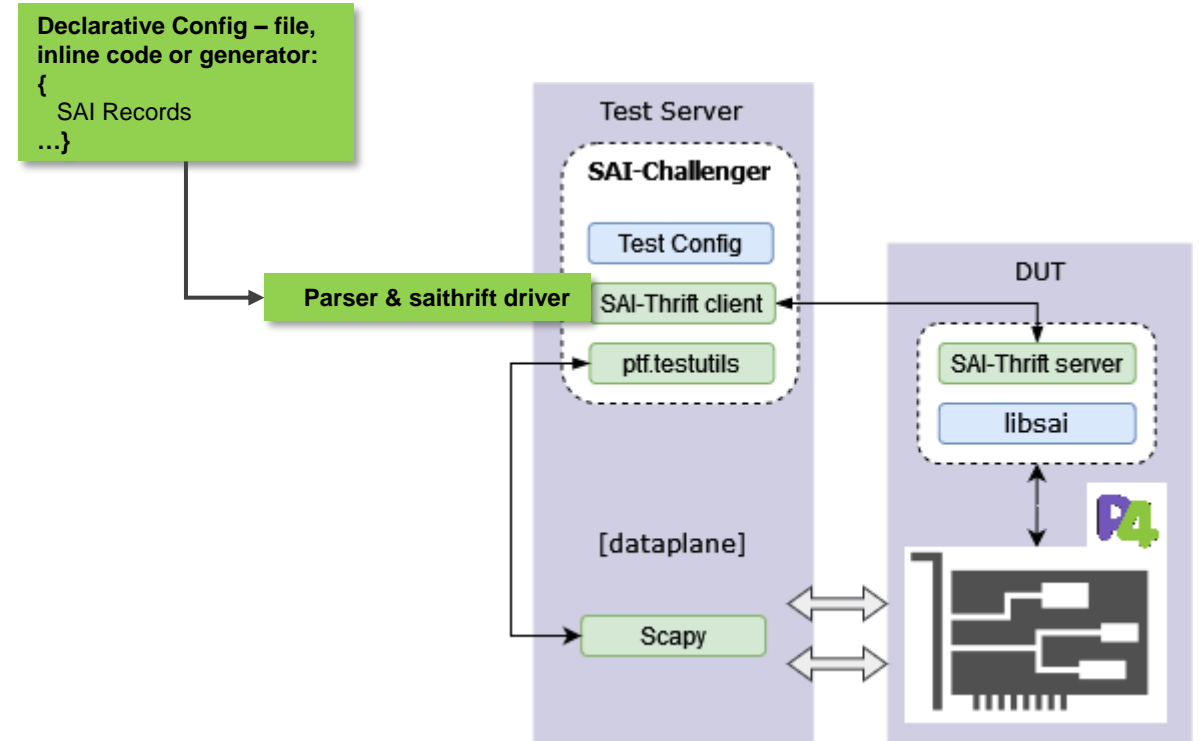 Declarative Config – file,
inline code or generator:
{
SAI Records
…}
Parser & saithrift driver
Test Server
SAI-Challenger
Test Config
SAI-Thrift client
ptf.testutils
[dataplane]
Scapy
DUT
SAI-Thrift server
libsai
P4